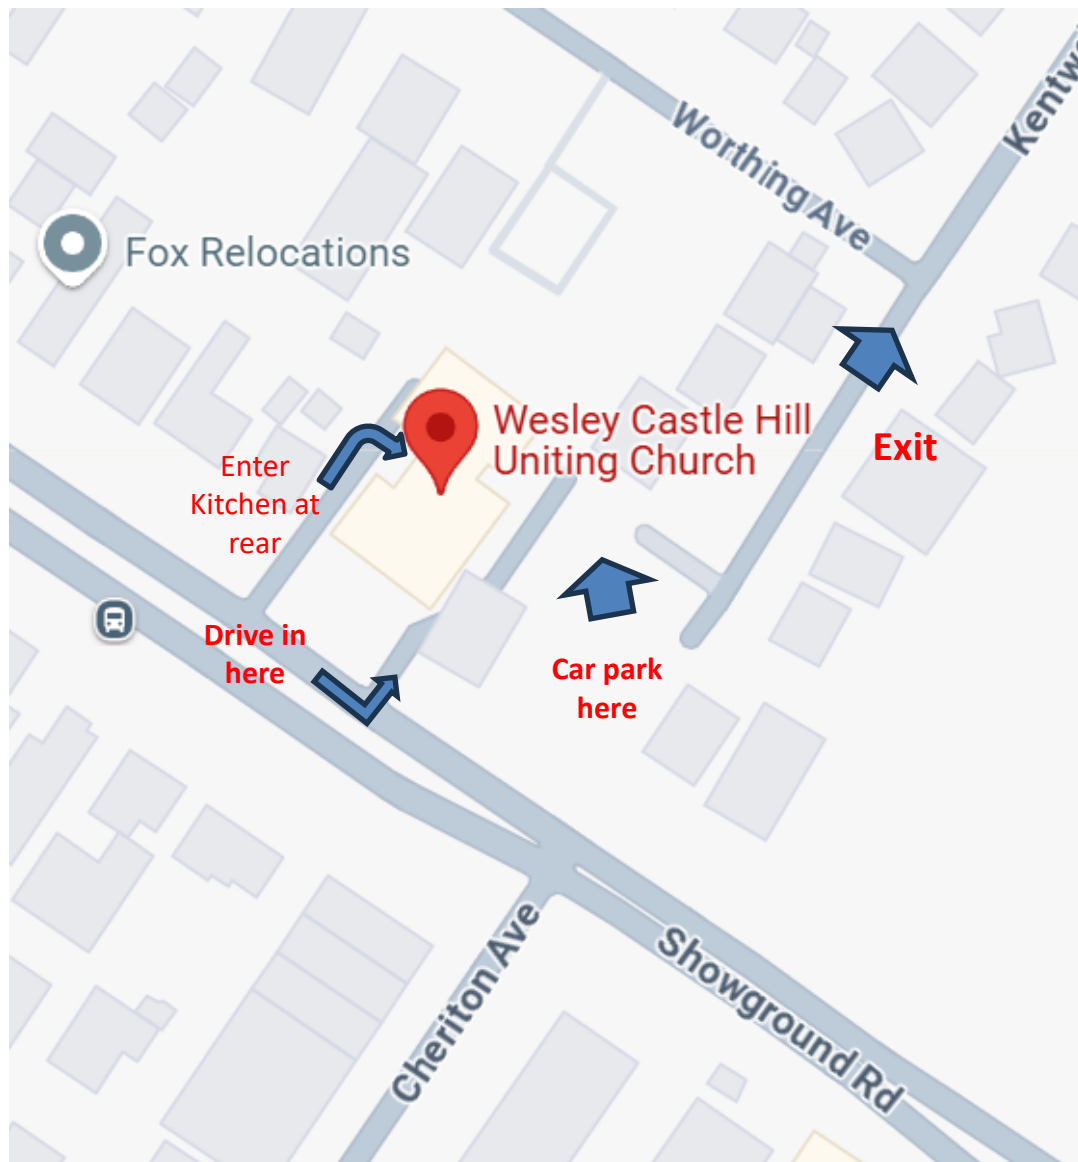 Worthing Ave
Kentw
Fox Relocations
Wesley Castle Hill
Uniting Church
Exit
Enter
Kitchen at
rear
Drive in
here
Car park
here
Cheriton Ave
Showground Rd